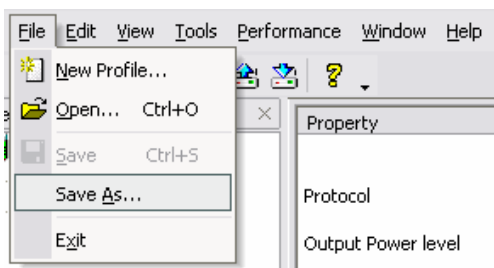 File Edit View Tools Performance Window Help
New Profile...
Open... Ctrl+O
Save Ctrl+S
Save As...
Exit
Property
Protocol
Output Power level